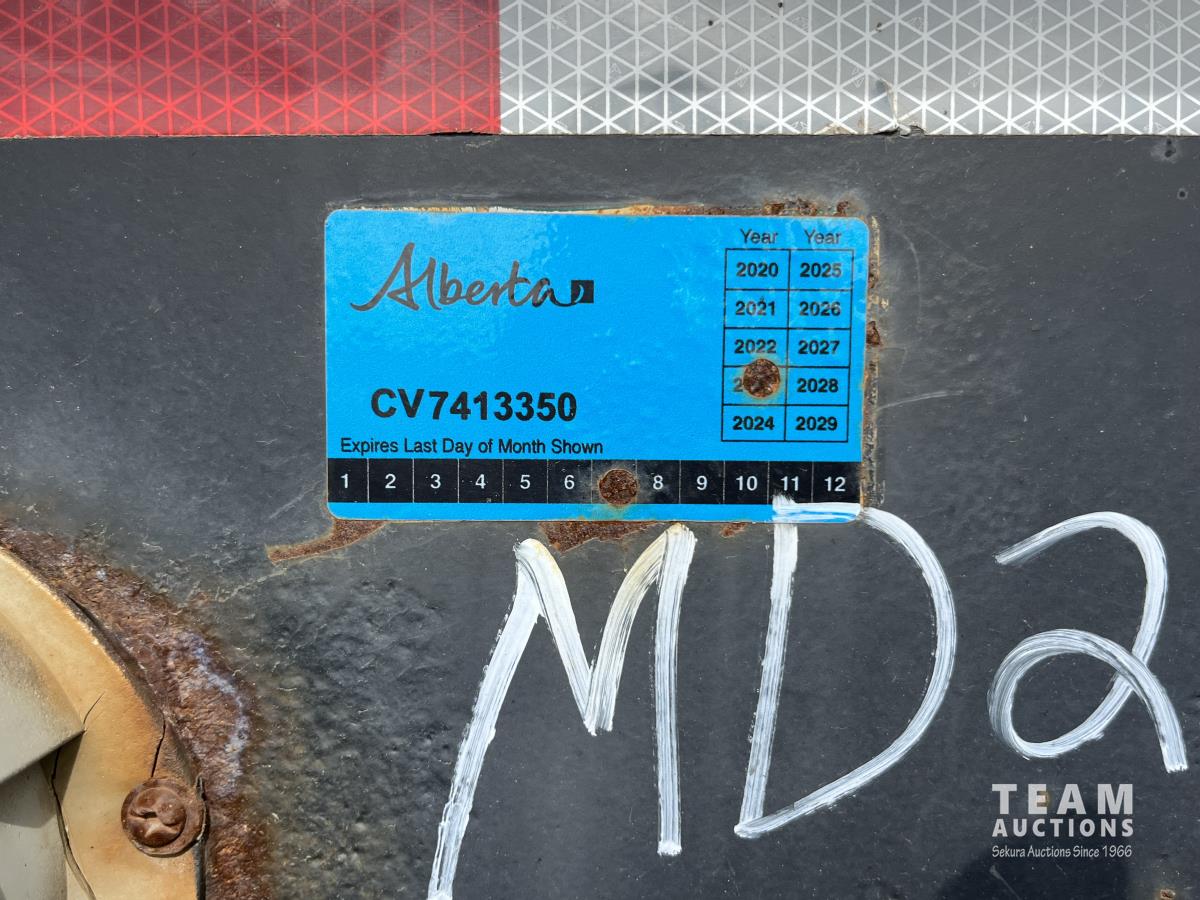 Alberta
Year Year
2020 2025
2021 2026
2022 2027
2028
2024 2029
CV7413350
Expires Last Day of Month Shown
1 2 3 4 5 6 8 9 10 11 12
MD2
TEAM
AUCTIONS
Sekura Auctions Since 1966